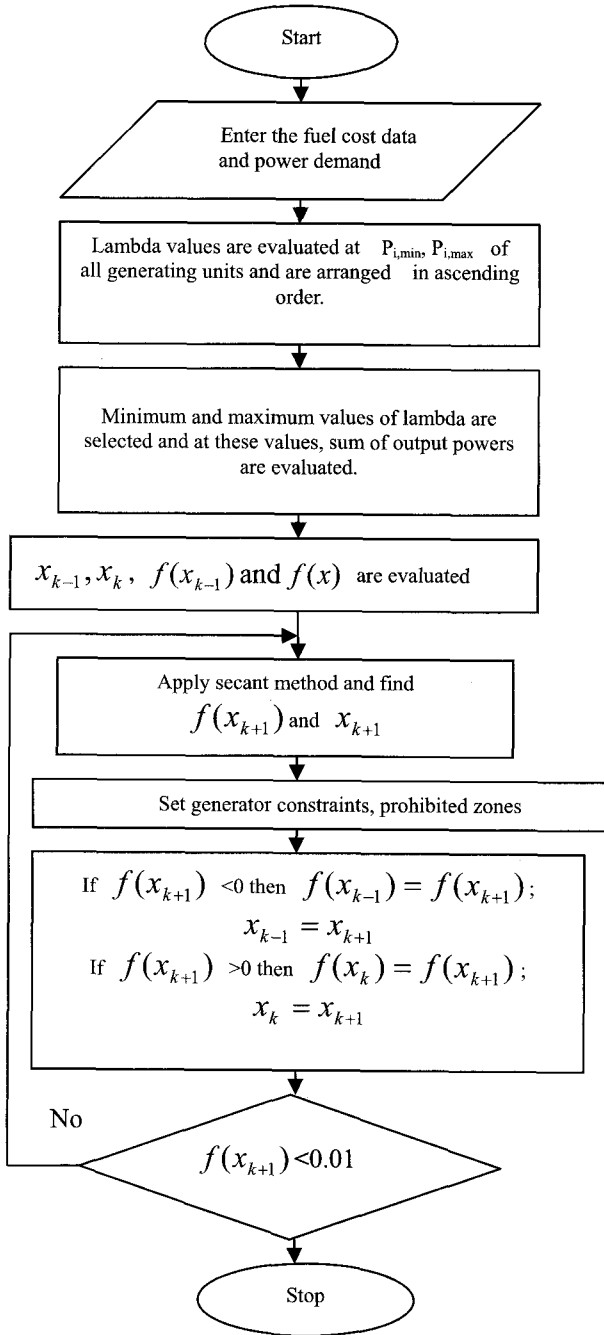 Start
Enter the fuel cost data
and power demand
Lambda values are evaluated at P_{i,min}, P_{i,max} of
all generating units and are arranged in ascending
order.
Minimum and maximum values of lambda are
selected and at these values, sum of output powers
are evaluated.
x_{k-1}, x_k, f(x_{k-1}) and f(x) are evaluated
Apply secant method and find
f(x_{k+1}) and x_{k+1}
Set generator constraints, prohibited zones
If f(x_{k+1}) <0 then f(x_{k-1}) = f(x_{k+1});
x_{k-1} = x_{k+1}
If f(x_{k+1}) >0 then f(x_k) = f(x_{k+1});
x_k = x_{k+1}
No
f(x_{k+1}) <0.01
Stop